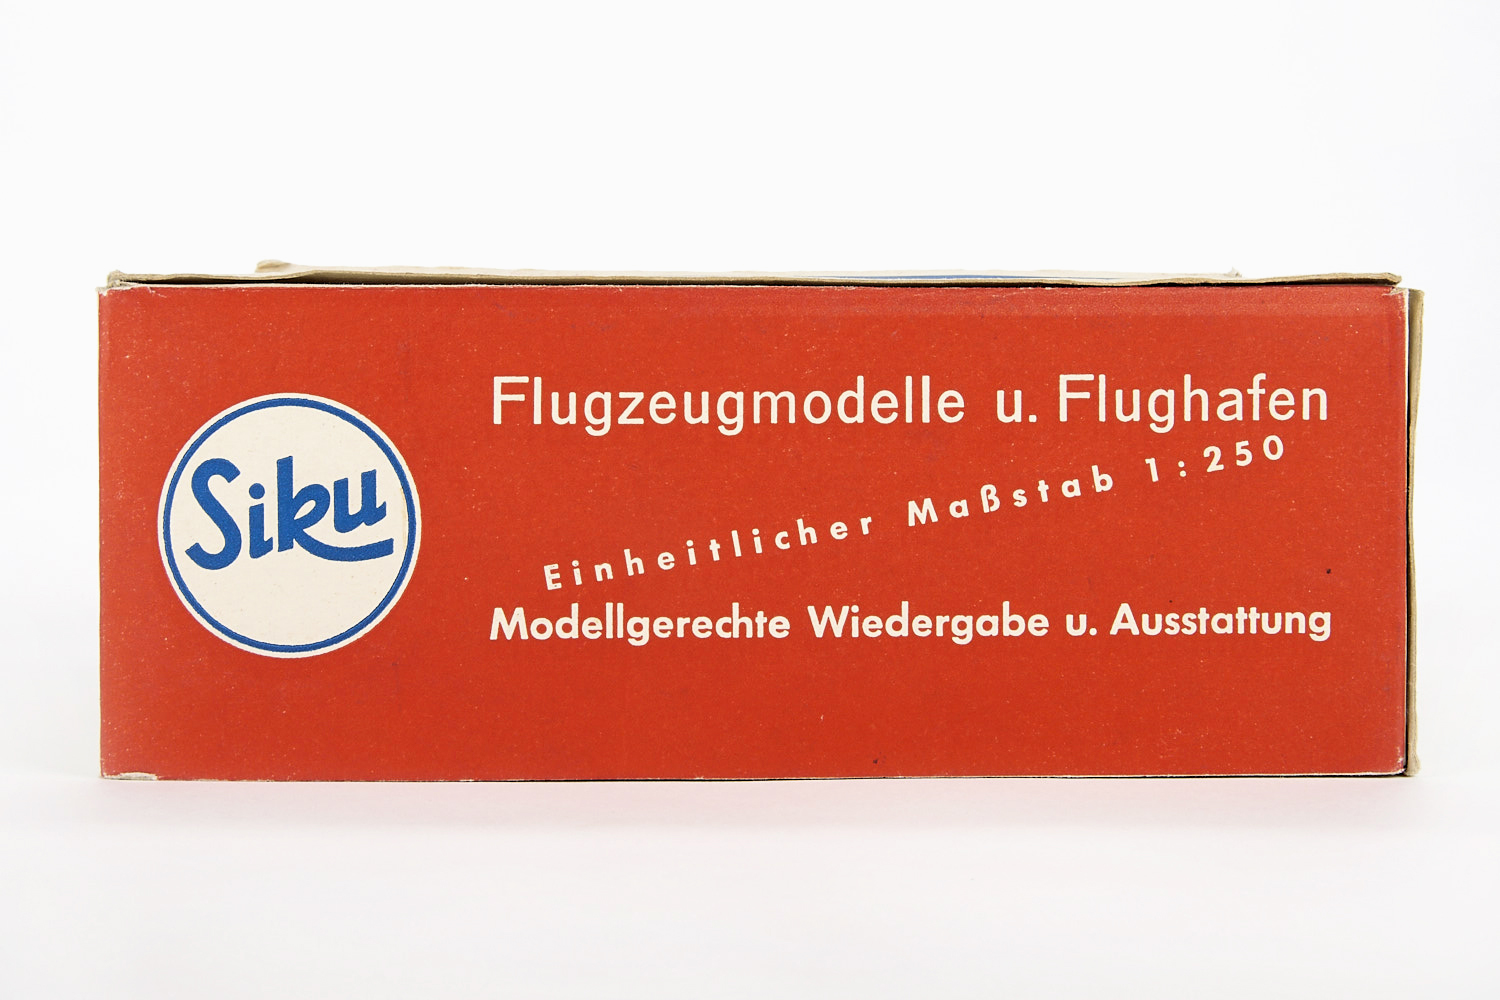 Siku
Flugzeugmodelle u. Flughafen
Einheitlicher Maßstab 1:250
Modellgerechte Wiedergabe u. Ausstattung